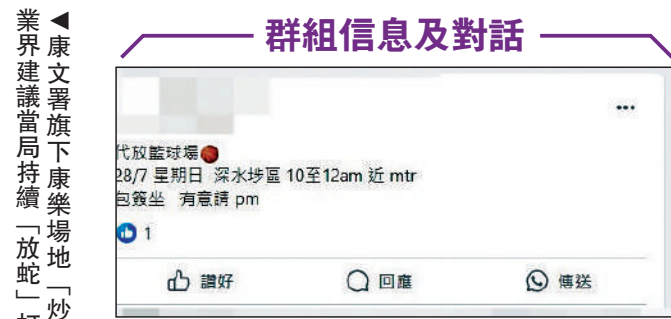 ◀康文署旗下康樂場地「炒
業界建議當局持續「放蛇」打
群組信息及對話
代放籃球場🏀
28/7 星期日 深水埗區 10至12am 近 mtr
包簽坐 有意請 pm
1
讚好 回應 傳送